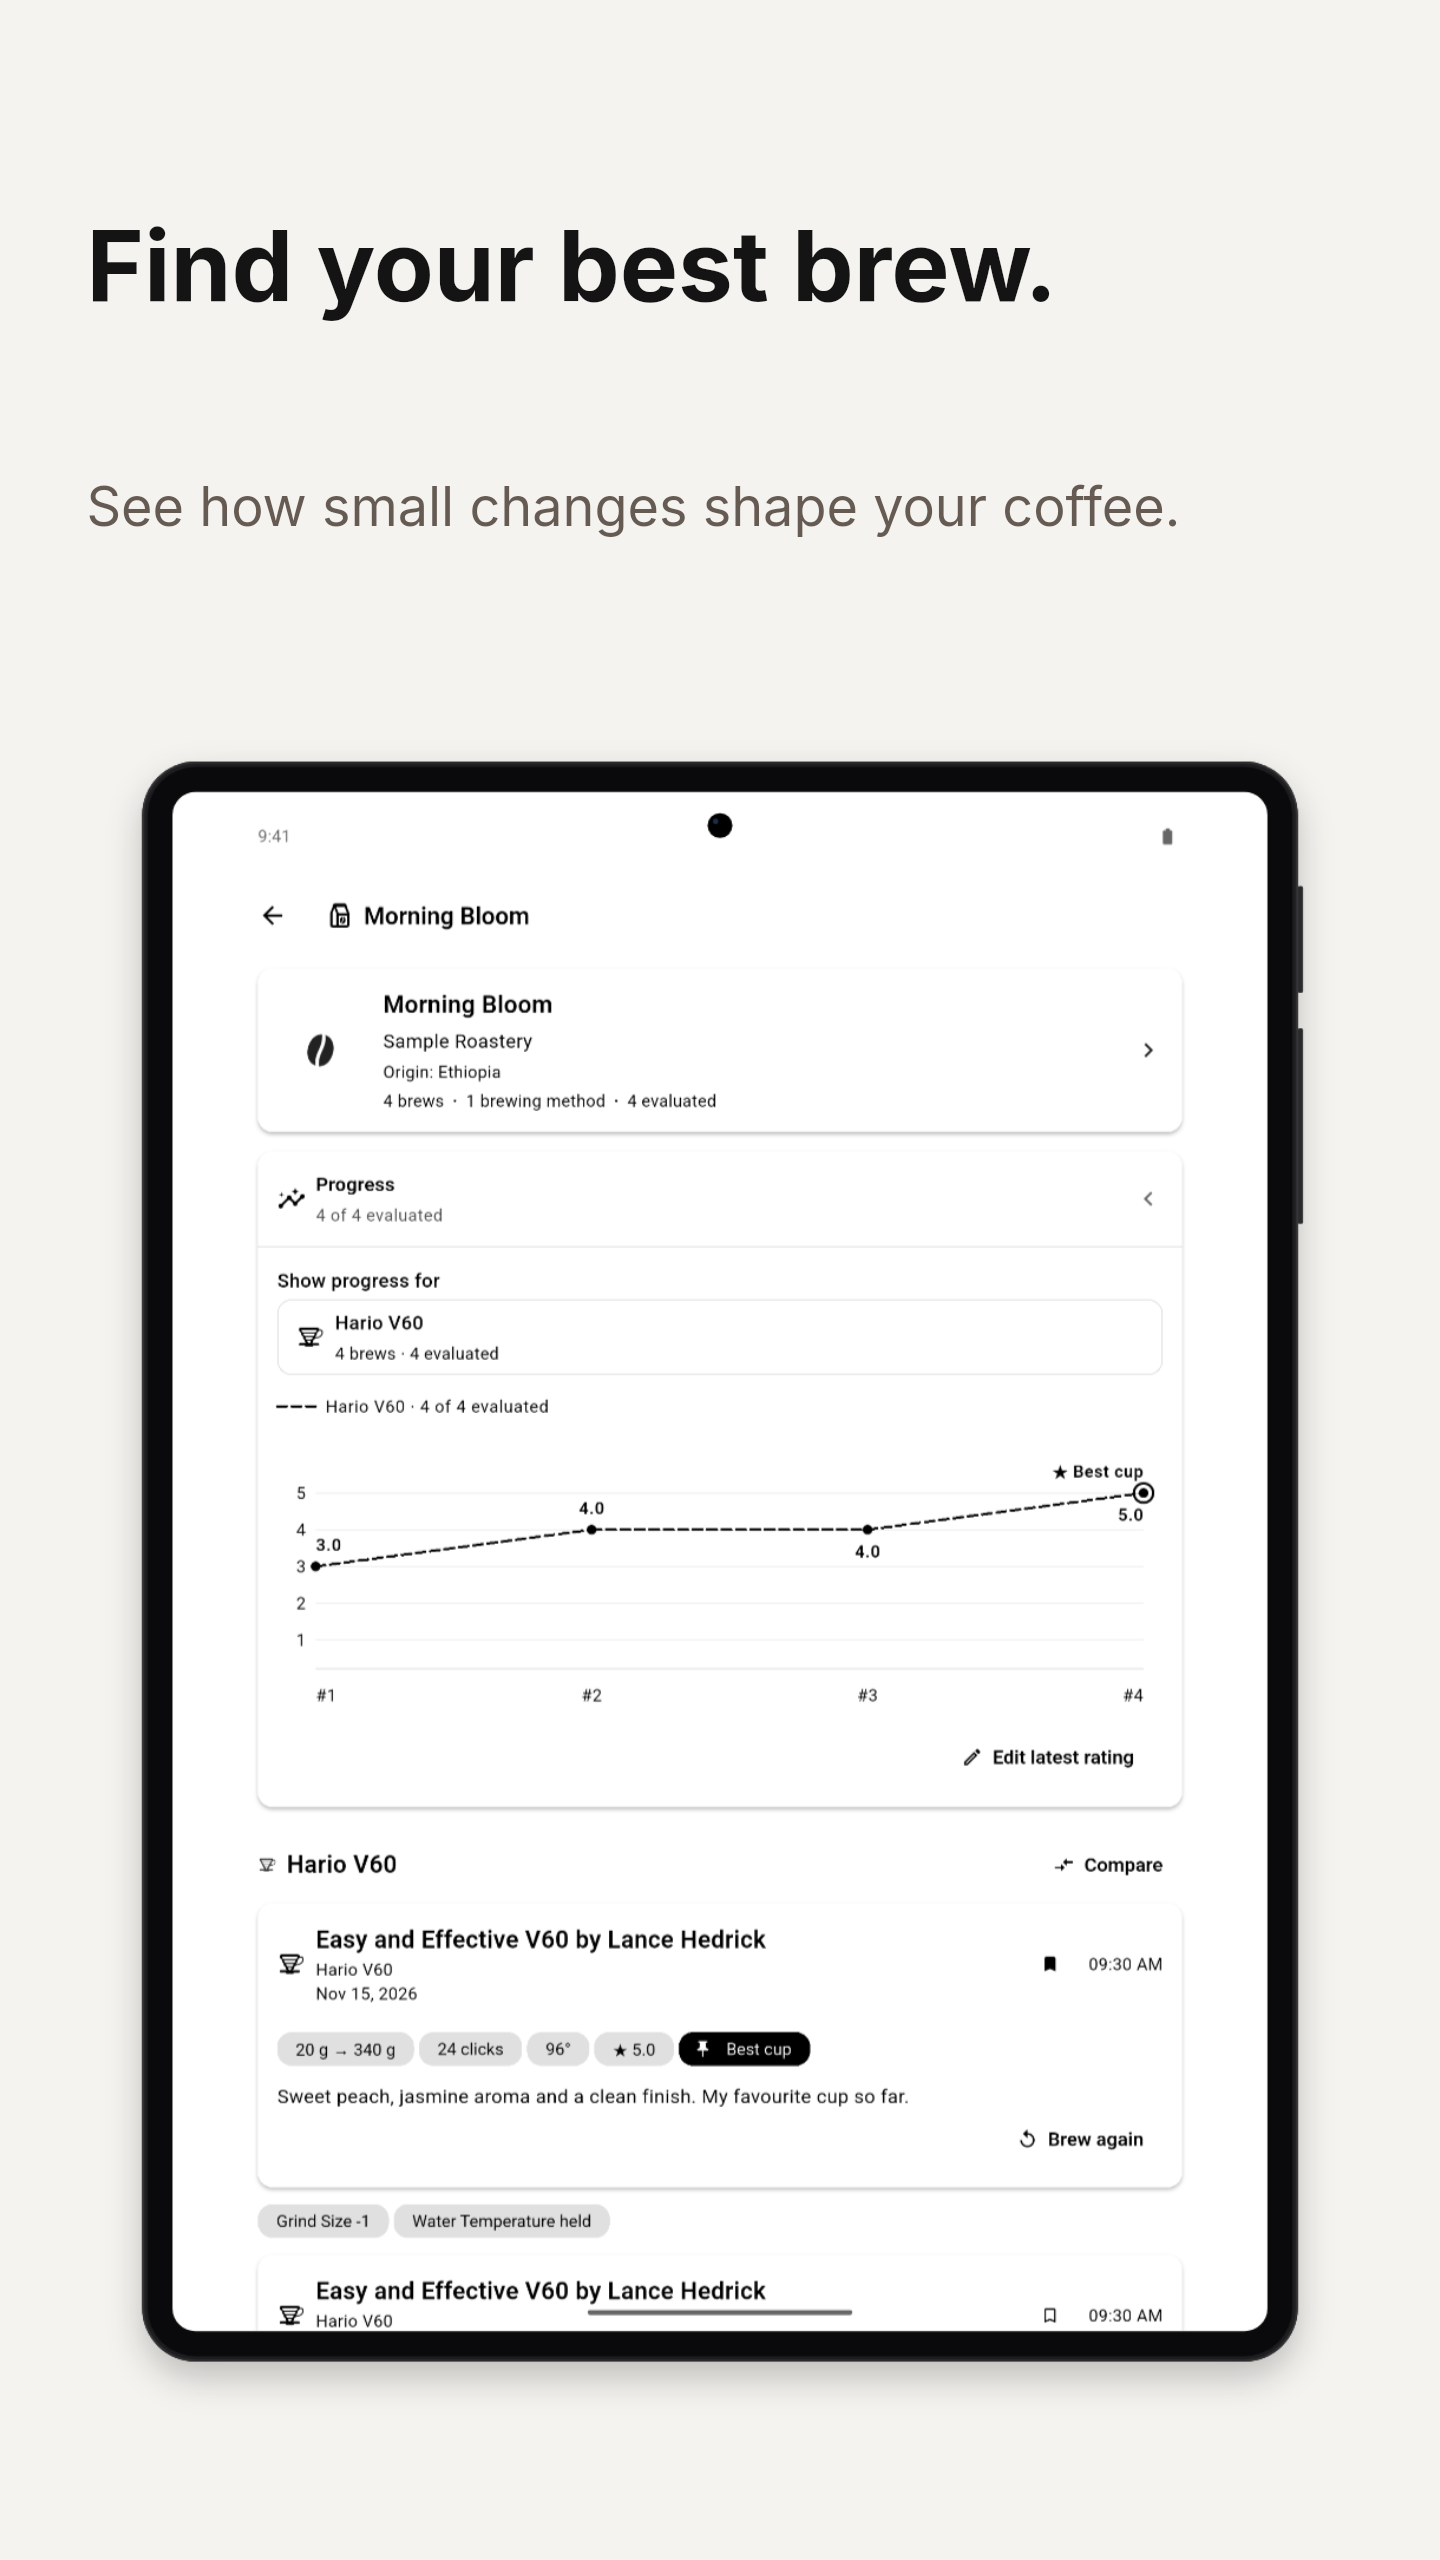 Find your best brew.
See how small changes shape your coffee.
9:41
Morning Bloom
Morning Bloom
Sample Roastery
Origin: Ethiopia
4 brews · 1 brewing method · 4 evaluated
Progress
4 of 4 evaluated
Show progress for
Hario V60
4 brews · 4 evaluated
Hario V60 · 4 of 4 evaluated
★ Best cup
5
4.0
5.0
4
3.0
4.0
3
2
1
#1 #2 #3 #4
Edit latest rating
Hario V60 Compare
Easy and Effective V60 by Lance Hedrick
Hario V60 09:30 AM
Nov 15, 2026
20 g → 340 g 24 clicks 96° ★ 5.0 Best cup
Sweet peach, jasmine aroma and a clean finish. My favourite cup so far.
Brew again
Grind Size -1 Water Temperature held
Easy and Effective V60 by Lance Hedrick
Hario V60 09:30 AM